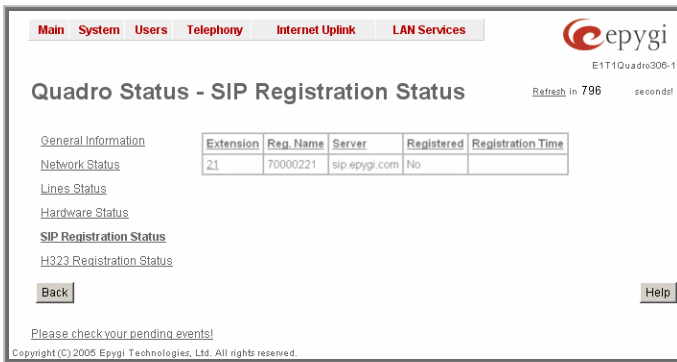 Main System Users Telephony Internet Uplink LAN Services
epygi
E1T1Quadro306-1
Quadro Status - SIP Registration Status
Refresh in 796 seconds!
General Information
Network Status
Lines Status
Hardware Status
SIP Registration Status
H323 Registration Status
Extension Reg. Name Server Registered Registration Time
21 70000221 sip.epygi.com No
Back
Help
Please check your pending events!
Copyright (C) 2005 Epygi Technologies, Ltd. All rights reserved.